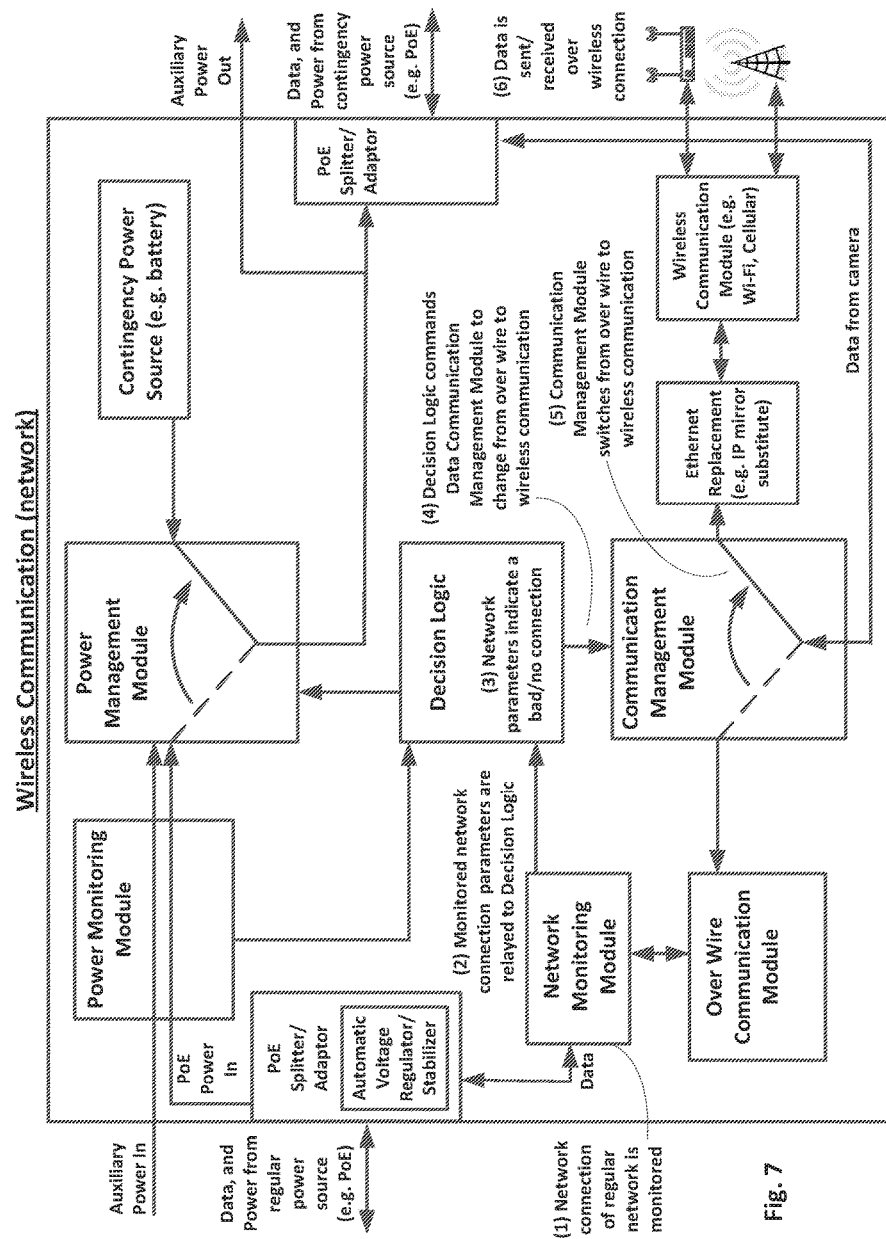 Wireless Communication (network)
Auxiliary
Power In
Data, and
Power from
regular
power
source
(e.g. PoE)
(1) Network
connection
of regular
network is
monitored
Fig. 7
PoE
Power
In
PoE
Splitter/
Adaptor
Automatic
Voltage
Regulator/
Stabilizer
Data
Power Monitoring
Module
(2) Monitored network
connection parameters are
relayed to Decision Logic
Network
Monitoring
Module
Over Wire
Communication
Module
Power
Management
Module
Decision Logic
(3) Network
parameters indicate a
bad/no connection
Communication
Management
Module
Contingency Power
Source (e.g. battery)
(4) Decision Logic commands
Data Communication
Management Module to
change from over wire to
wireless communication
(5) Communication
Management Module
switches from over wire to
wireless communication
Ethernet
Replacement
(e.g. IP mirror
substitute)
Wireless
Communication
Module (e.g.
Wi-Fi, Cellular)
Data from camera
PoE
Splitter/
Adaptor
Auxiliary
Power
Out
Data, and
Power from
contingency
power
source
(e.g. PoE)
(6) Data is
sent/
received
over
wireless
connection